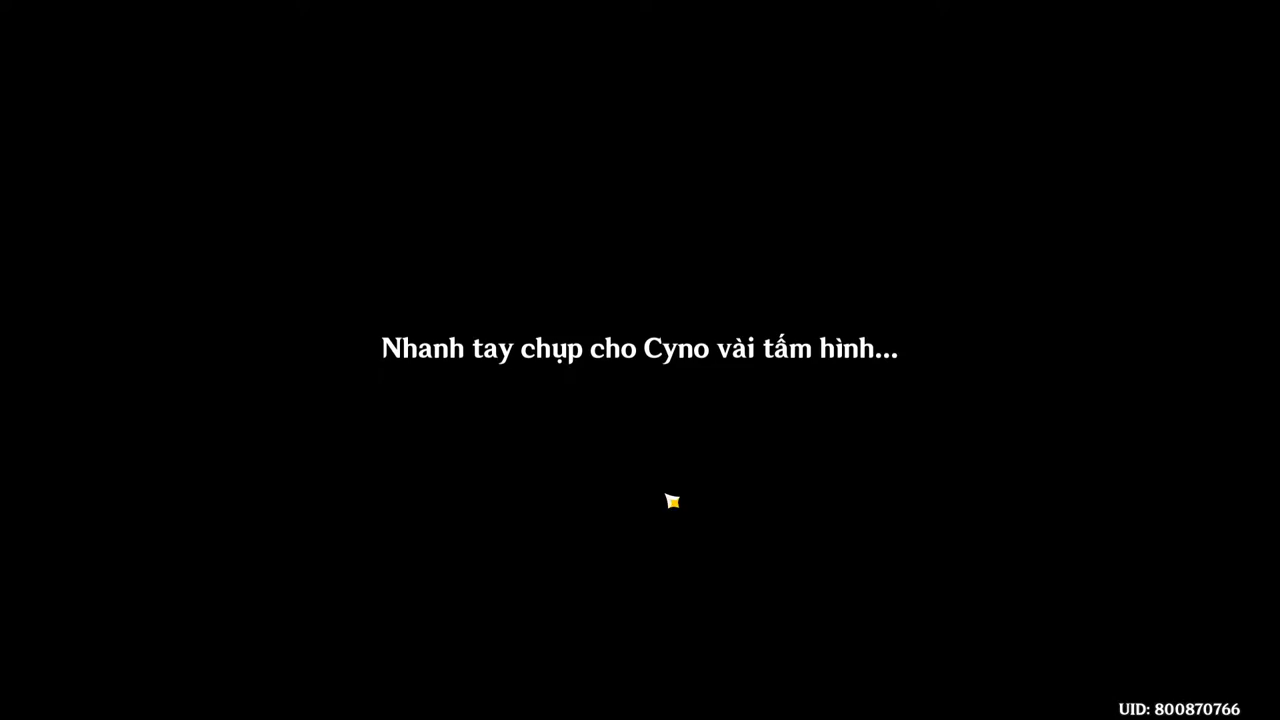 Nhanh tay chụp cho Cyno vài tấm hình...
UID: 800870766